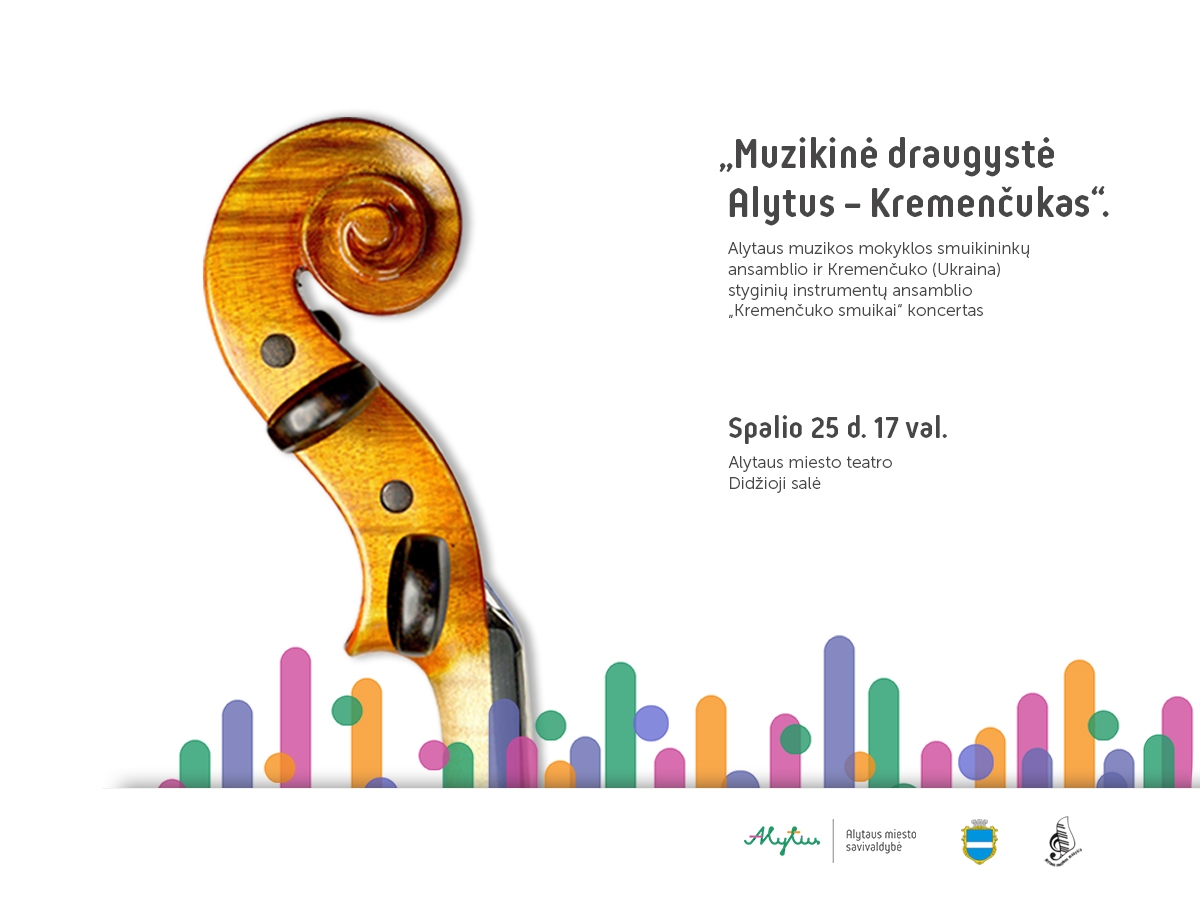 „Muzikinė draugystė
Alytus – Kremenčukas“.
Alytaus muzikos mokyklos smuikininkų
ansamblio ir Kremenčuko (Ukraina)
styginių instrumentų ansamblio
„Kremenčuko smuikai“ koncertas
Spalio 25 d. 17 val.
Alytaus miesto teatro
Didžioji salė
Alytus
Alytaus miesto
savivaldybė